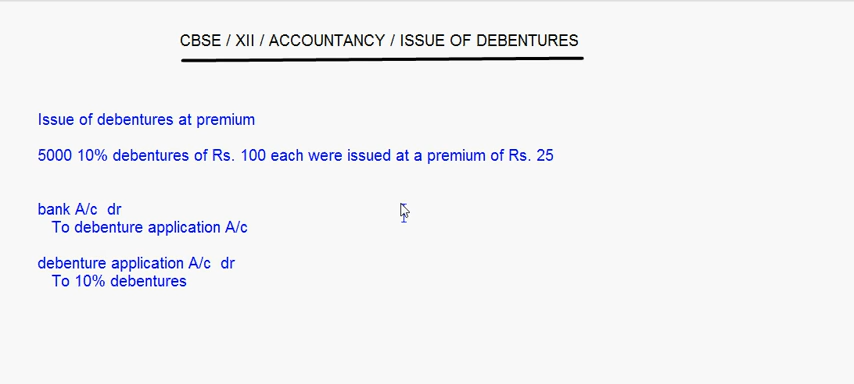 CBSE / XII / ACCOUNTANCY / ISSUE OF DEBENTURES
Issue of debentures at premium
5000 10% debentures of Rs. 100 each were issued at a premium of Rs. 25
bank A/c dr
To debenture application A/c
debenture application A/c dr
To 10% debentures